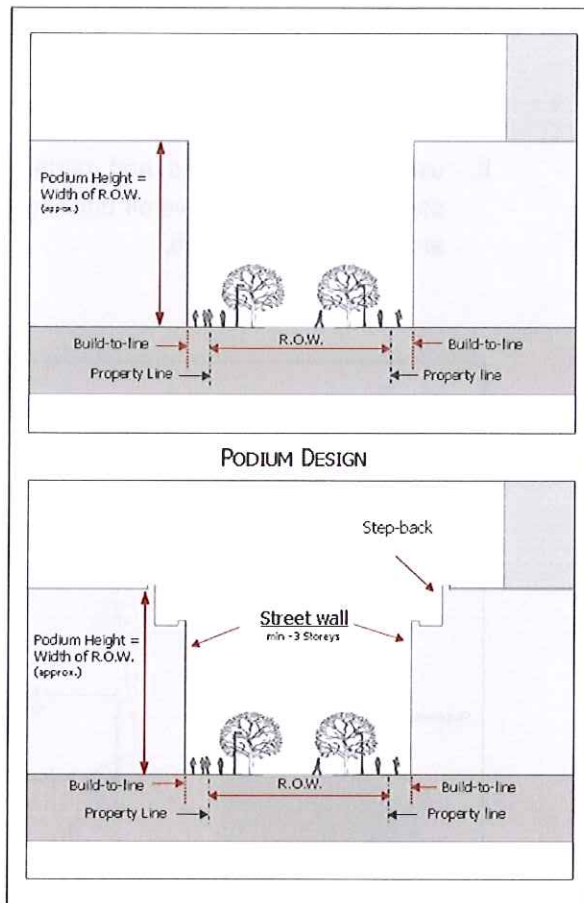 Podium Height =
Width of R.O.W.
(approx.)
Build-to-line
R.O.W.
Build-to-line
Property Line
Property line
PODIUM DESIGN
Step-back
Street wall
min -3 Storeys
Podium Height =
Width of R.O.W.
(approx.)
Build-to-line
R.O.W.
Build-to-line
Property Line
Property line